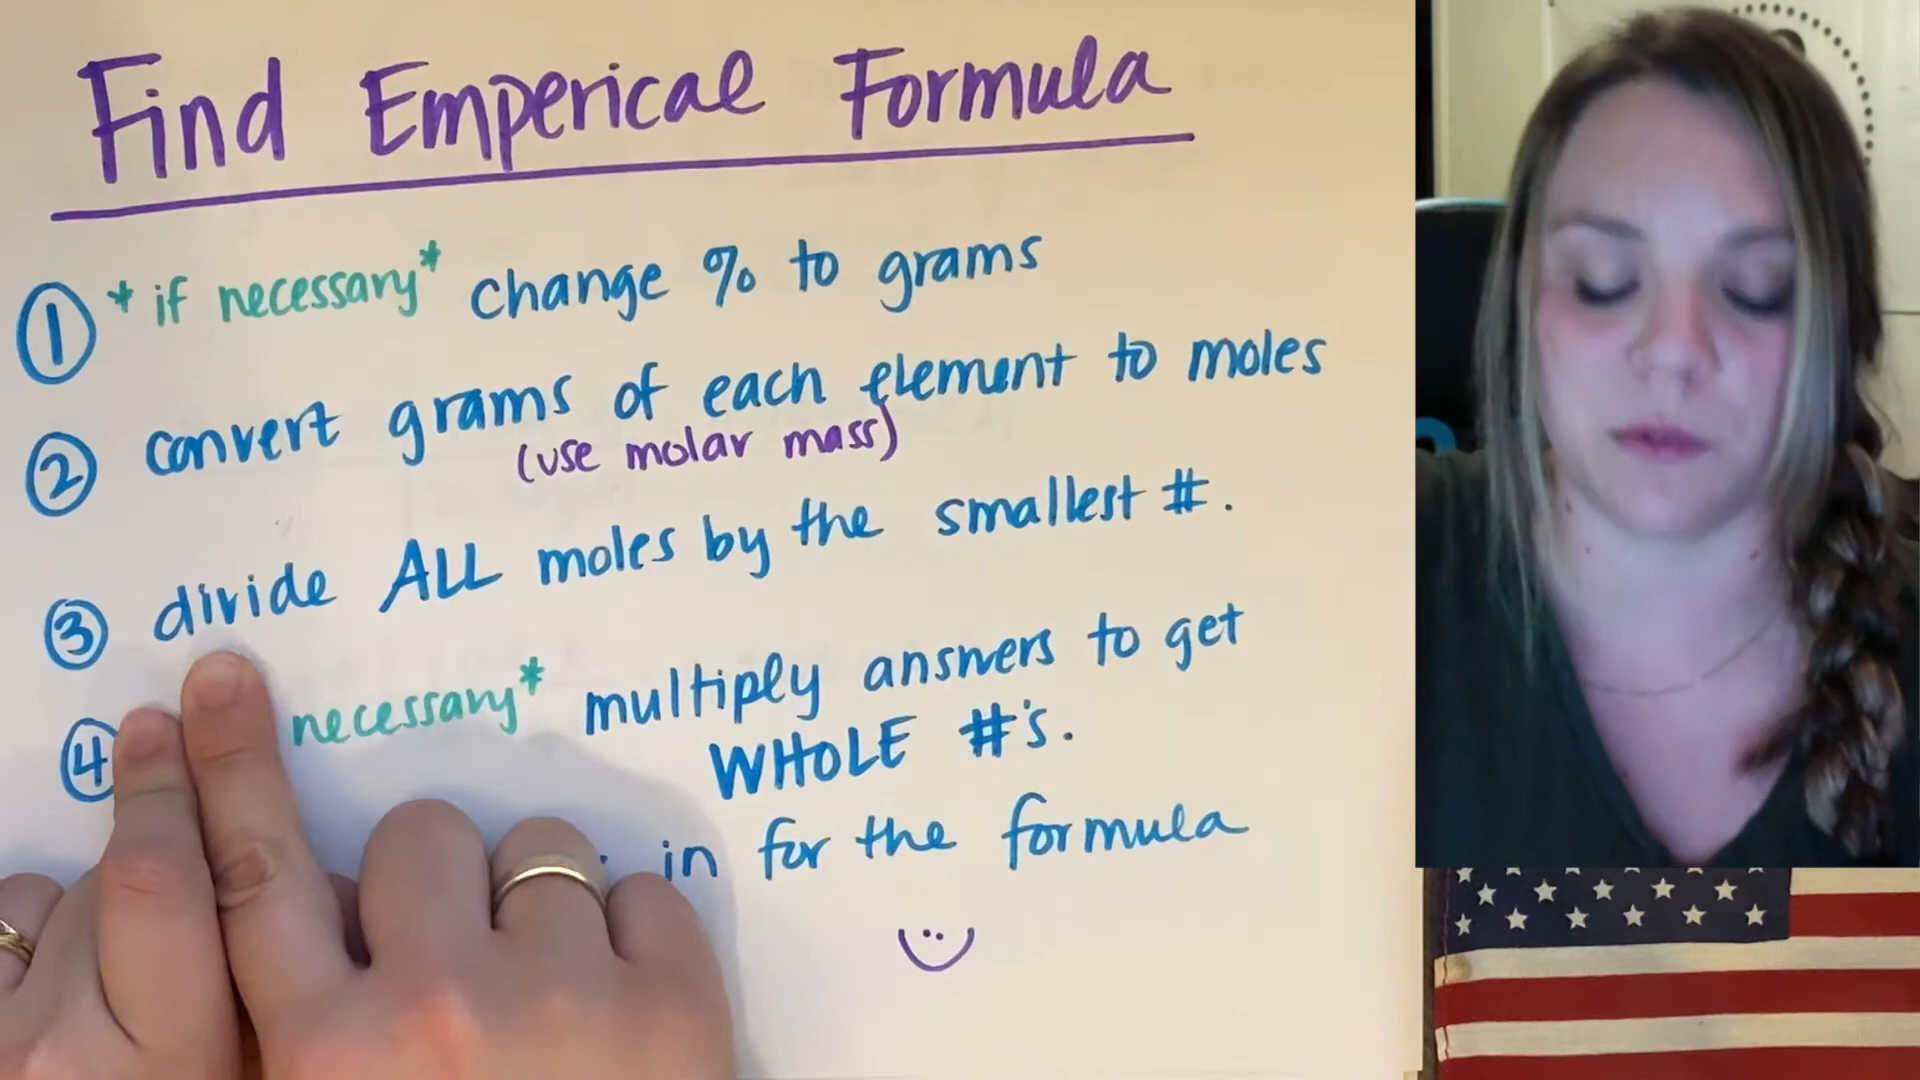 Find Emperical Formula
① *if necessary* change % to grams
② convert grams of each element to moles
(use molar mass)
③ divide ALL moles by the smallest #.
④ necessary* multiply answers to get
WHOLE #'s.
in for the formula